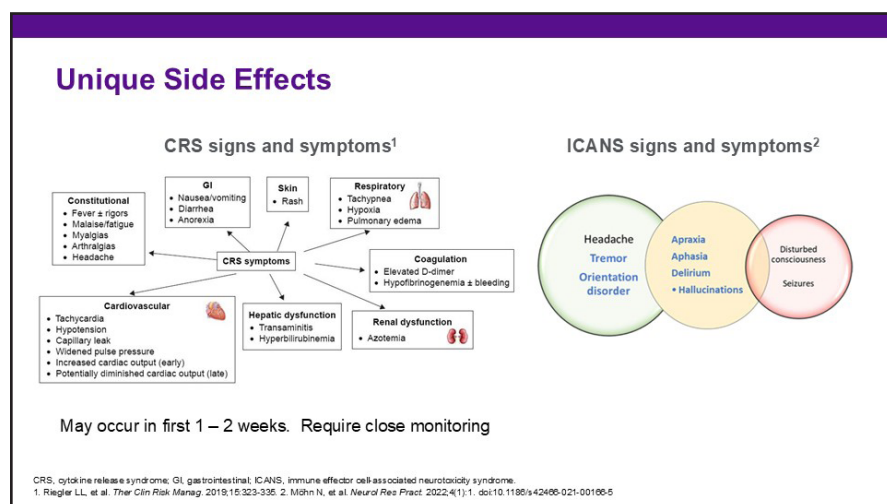 Unique Side Effects
CRS signs and symptoms1
Constitutional
• Fever ± rigors
• Malaise/fatigue
• Myalgias
• Arthralgias
• Headache
GI
• Nausea/vomiting
• Diarrhea
• Anorexia
Skin
• Rash
Respiratory
• Tachypnea
• Hypoxia
• Pulmonary edema
CRS symptoms
Coagulation
• Elevated D-dimer
• Hypofibrinogenemia ± bleeding
Cardiovascular
• Tachycardia
• Hypotension
• Capillary leak
• Widened pulse pressure
• Increased cardiac output (early)
• Potentially diminished cardiac output (late)
Hepatic dysfunction
• Transaminitis
• Hyperbilirubinemia
Renal dysfunction
• Azotemia
ICANS signs and symptoms2
Headache
Tremor
Orientation
disorder
Apraxia
Aphasia
Delirium
• Hallucinations
Disturbed
consciousness
Seizures
May occur in first 1 – 2 weeks. Require close monitoring
CRS, cytokine release syndrome; GI, gastrointestinal; ICANS, immune effector cell-associated neurotoxicity syndrome.
1. Riegler LL, et al. Ther Clin Risk Manag. 2019;15:323-335. 2. Möhn N, et al. Neurol Res Pract. 2022;4(1):1. doi:10.1186/s42466-021-00166-5